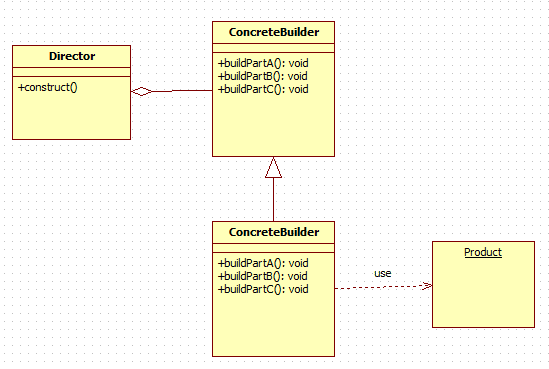 ConcreteBuilder
+buildPartA(): void
+buildPartB(): void
+buildPartC(): void
Director
+construct()
ConcreteBuilder
+buildPartA(): void
+buildPartB(): void
+buildPartC(): void
use
Product